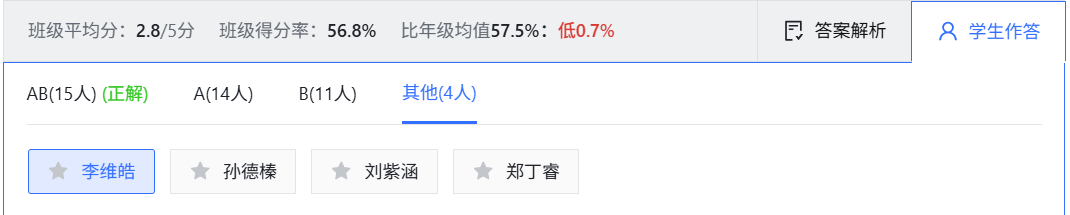 班级平均分：2.8/5分 班级得分率：56.8% 比年级均值57.5%：低0.7% 答案解析 学生作答
AB(15人) (正解) A(14人) B(11人) 其他(4人)
李维皓 孙德榛 刘紫涵 郑丁睿